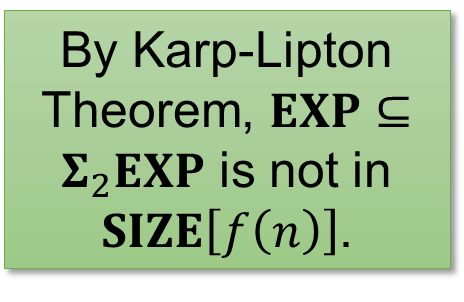 By Karp-Lipton
Theorem, 𝐄𝐗𝐏 ⊆
𝚺₂𝐄𝐗𝐏 is not in
𝐒𝐈𝐙𝐄[𝑓(𝑛)].